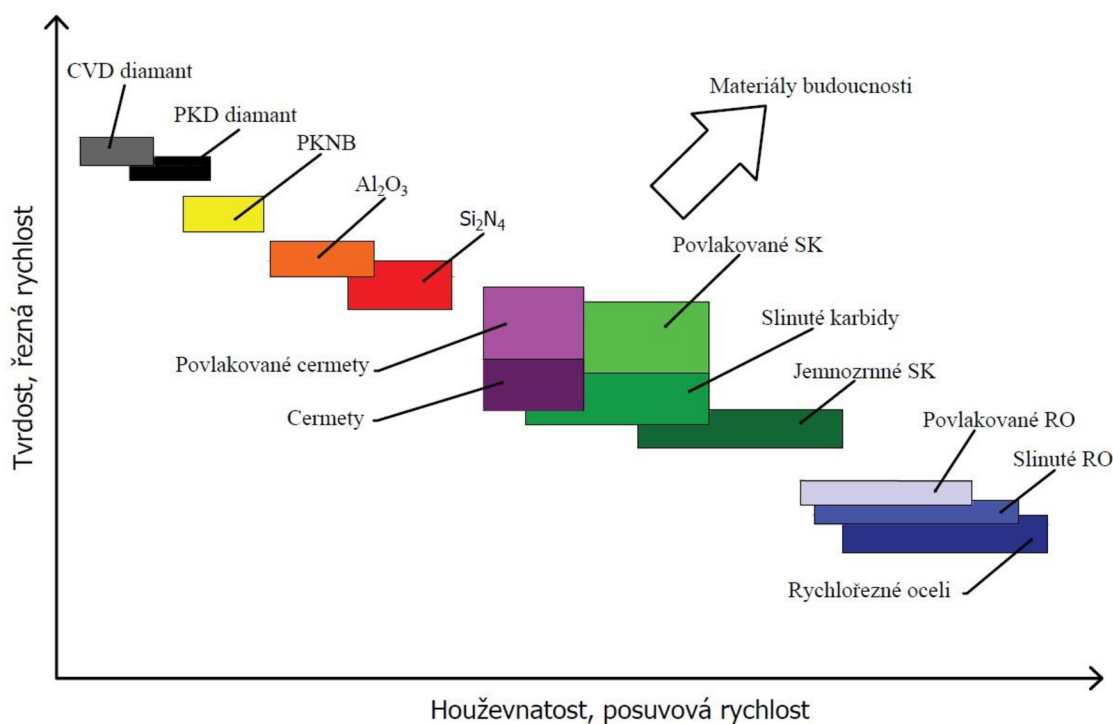 CVD diamant
PKD diamant
PKNB
Al₂O₃
Si₂N₄
Materiály budoucnosti
Povlakované SK
Slinuté karbidy
Jemnozrnné SK
Povlakované cermety
Cermety
Povlakované RO
Slinuté RO
Rychlořezné oceli
Tvrdost, řezná rychlost
Houževnatost, posuvová rychlost